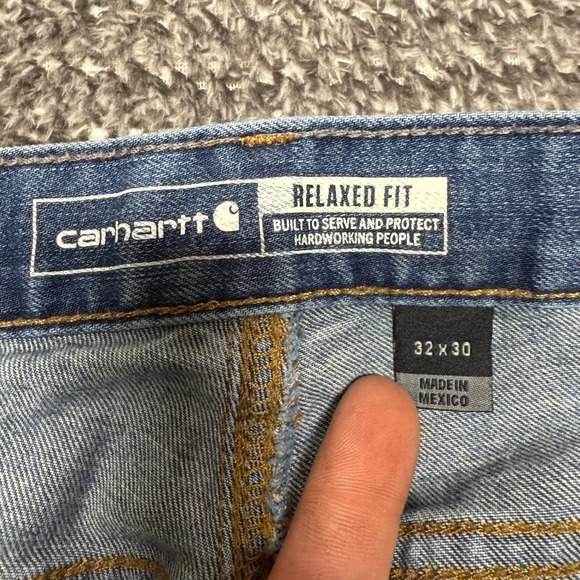 carhartt
RELAXED FIT
BUILT TO SERVE AND PROTECT
HARDWORKING PEOPLE
32 x 30
MADE IN
MEXICO